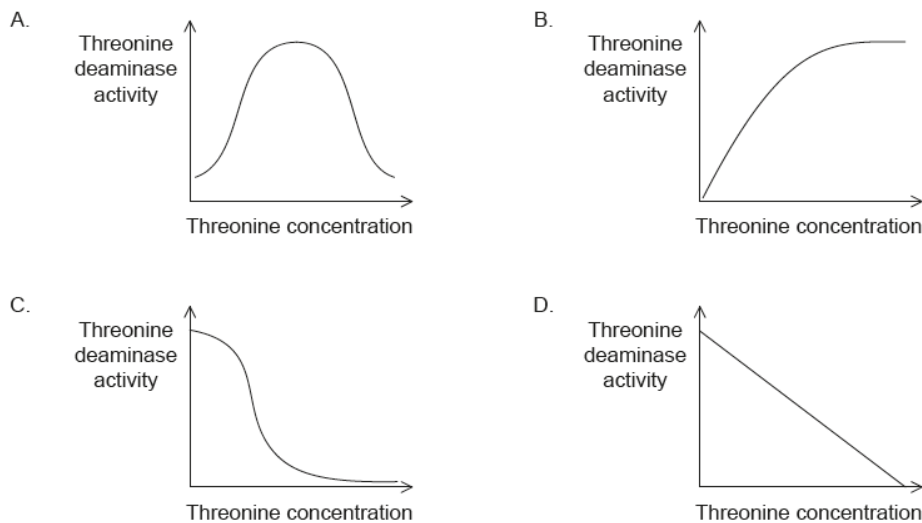 A.
Threonine
deaminase
activity
Threonine concentration
B.
Threonine
deaminase
activity
Threonine concentration
C.
Threonine
deaminase
activity
Threonine concentration
D.
Threonine
deaminase
activity
Threonine concentration